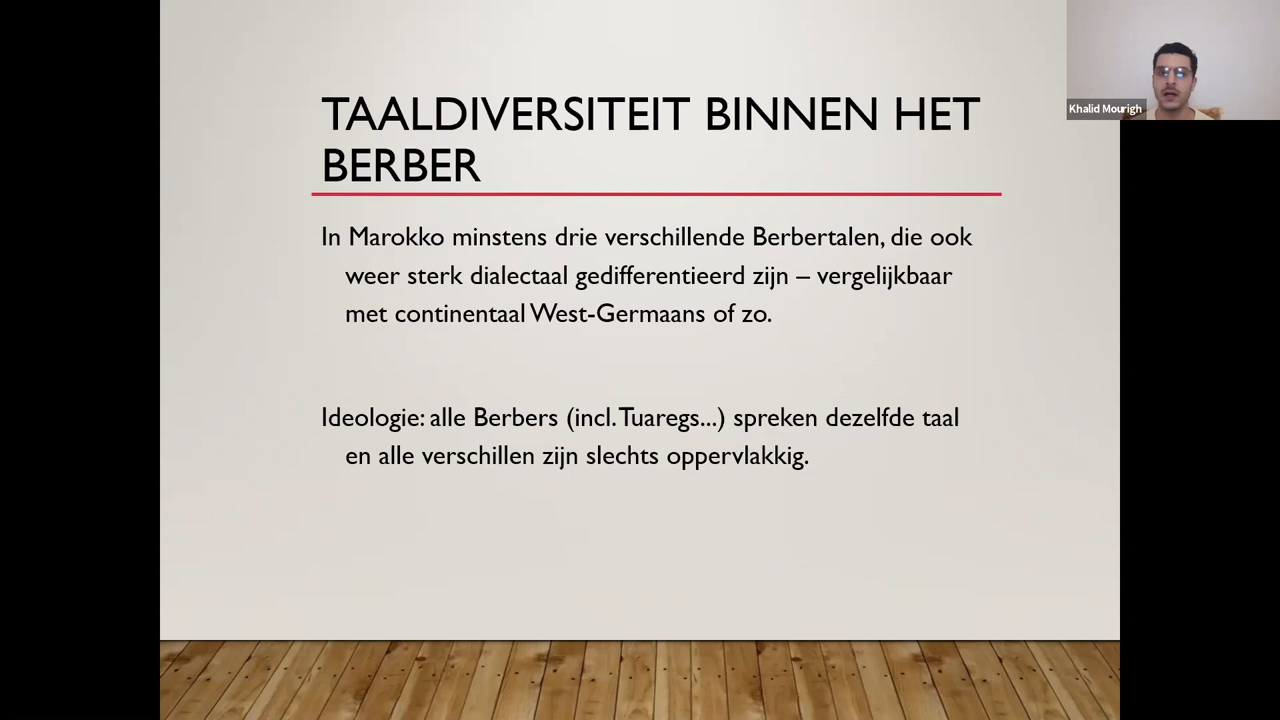 TAALDIVERSITEIT BINNEN HET
BERBER
In Marokko minstens drie verschillende Berbertalen, die ook
weer sterk dialectaal gedifferentieerd zijn – vergelijkbaar
met continentaal West-Germaans of zo.
Ideologie: alle Berbers (incl. Tuaregs...) spreken dezelfde taal
en alle verschillen zijn slechts oppervlakkig.
Khalid Mourigh